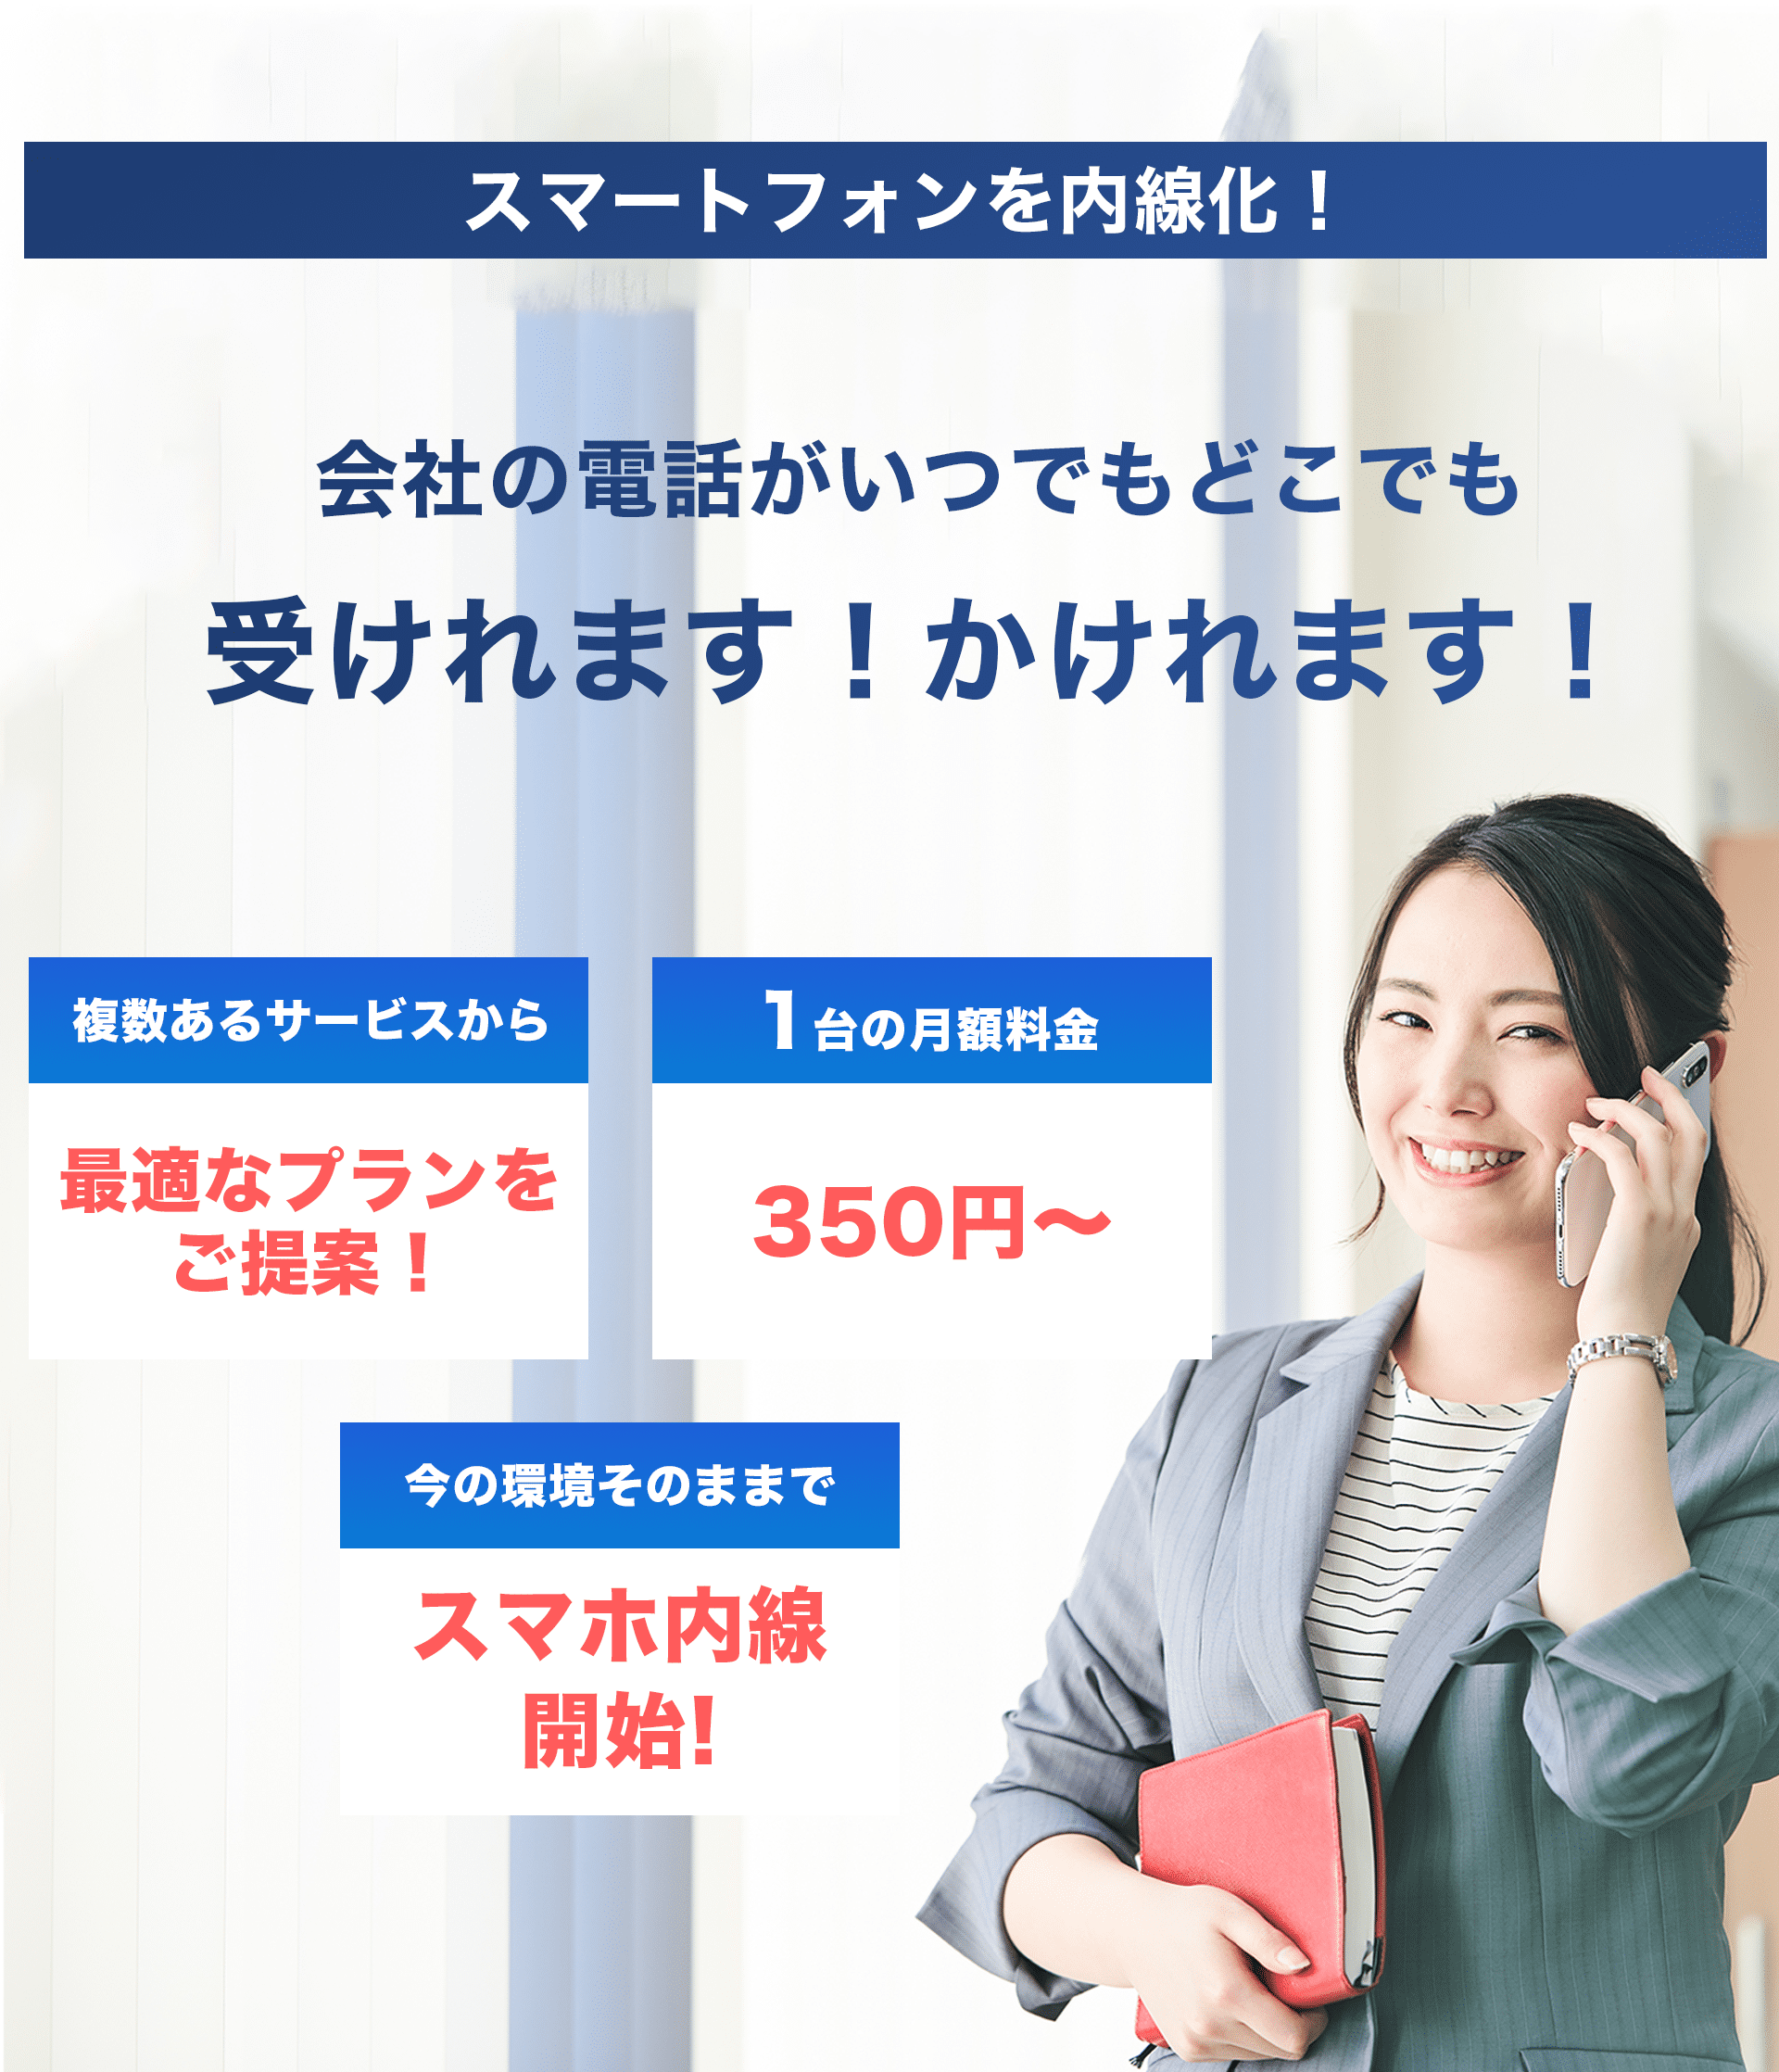 スマートフォンを内線化！
会社の電話がいつでもどこでも
受けれます！かけれます！
複数あるサービスから
最適なプランを
ご提案！
1台の月額料金
350円～
今の環境そのままで
スマホ内線
開始!